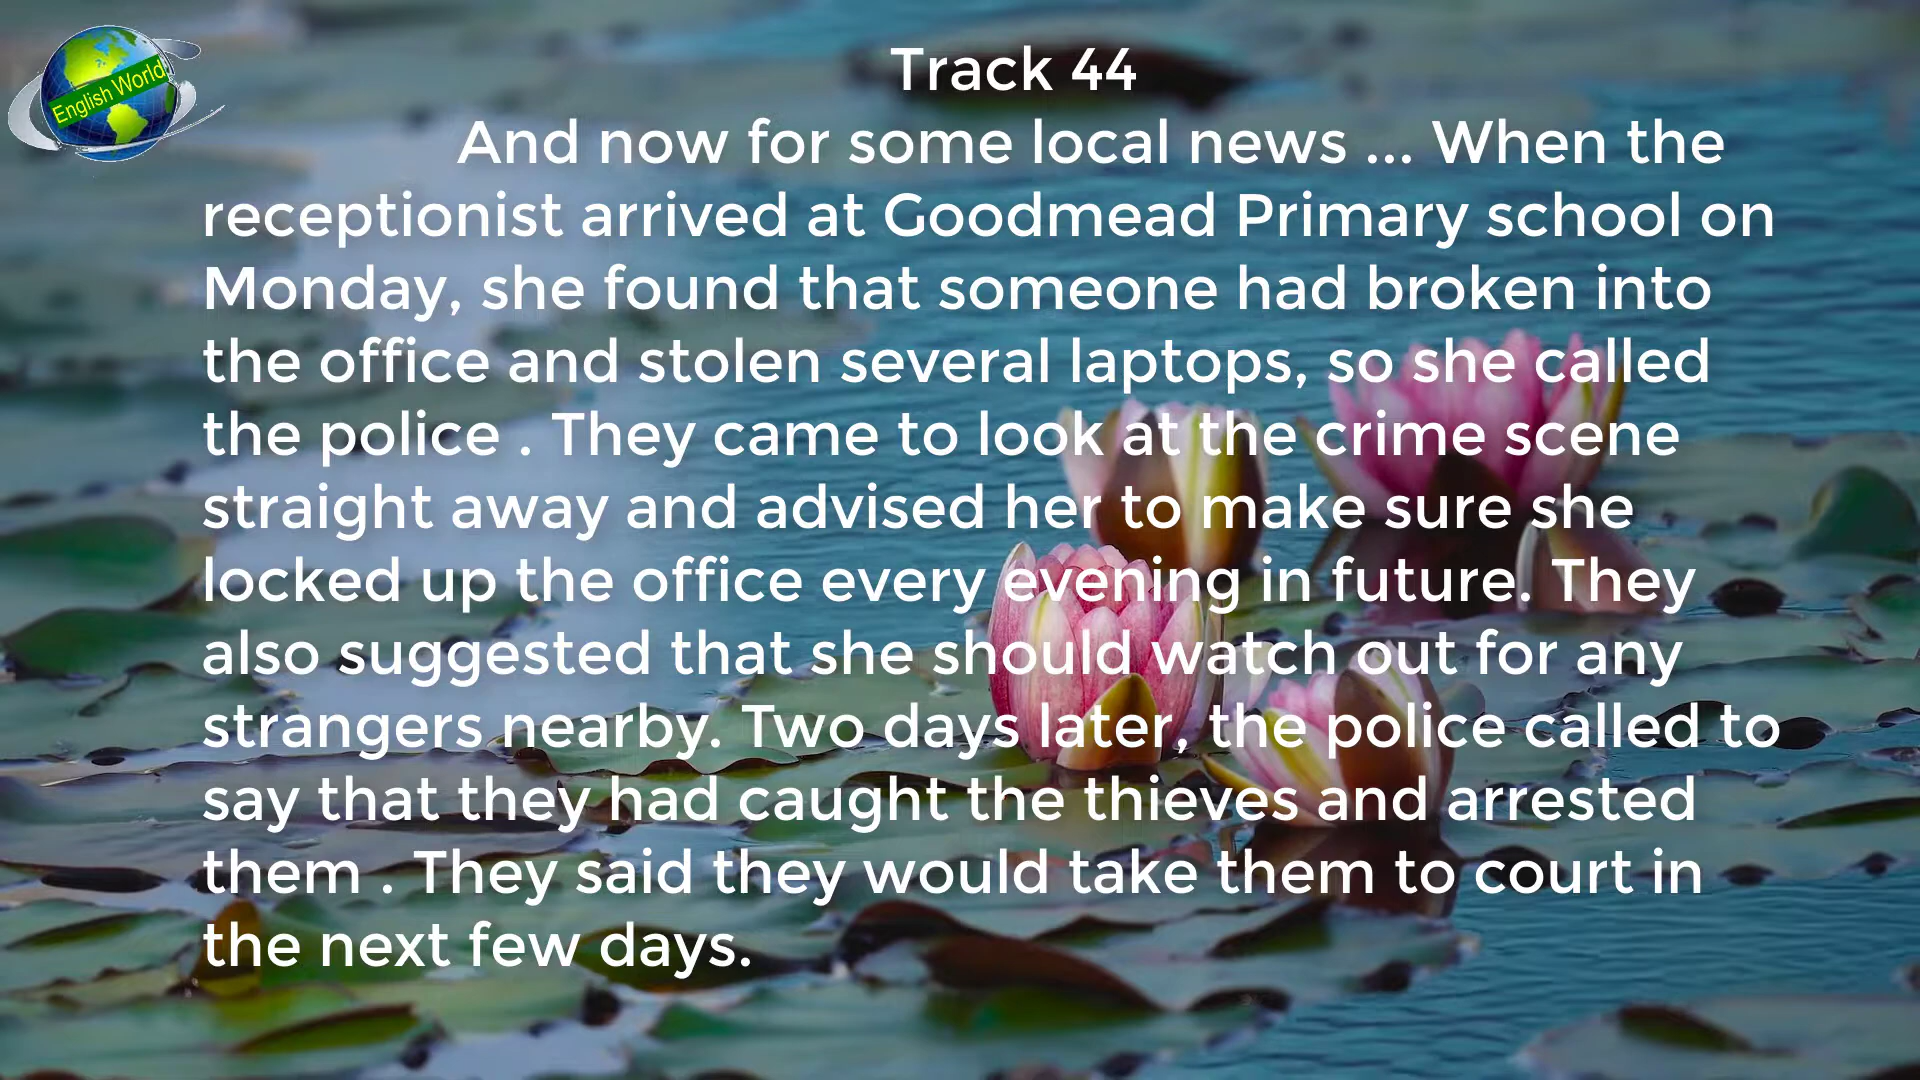 English World
Track 44
And now for some local news ... When the
receptionist arrived at Goodmead Primary school on
Monday, she found that someone had broken into
the office and stolen several laptops, so she called
the police . They came to look at the crime scene
straight away and advised her to make sure she
locked up the office every evening in future. They
also suggested that she should watch out for any
strangers nearby. Two days later, the police called to
say that they had caught the thieves and arrested
them . They said they would take them to court in
the next few days.